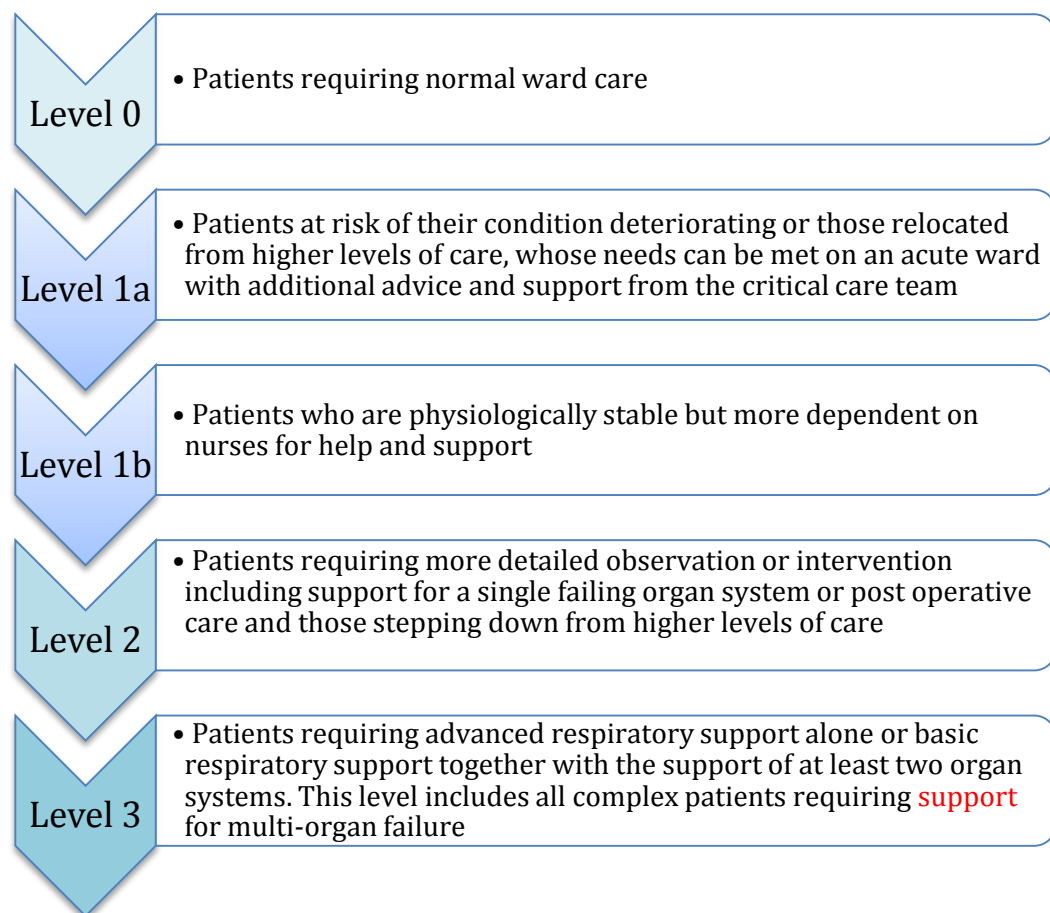 Level 0
• Patients requiring normal ward care
Level 1a
• Patients at risk of their condition deteriorating or those relocated
from higher levels of care, whose needs can be met on an acute ward
with additional advice and support from the critical care team
Level 1b
• Patients who are physiologically stable but more dependent on
nurses for help and support
Level 2
• Patients requiring more detailed observation or intervention
including support for a single failing organ system or post operative
care and those stepping down from higher levels of care
Level 3
• Patients requiring advanced respiratory support alone or basic
respiratory support together with the support of at least two organ
systems. This level includes all complex patients requiring support
for multi-organ failure